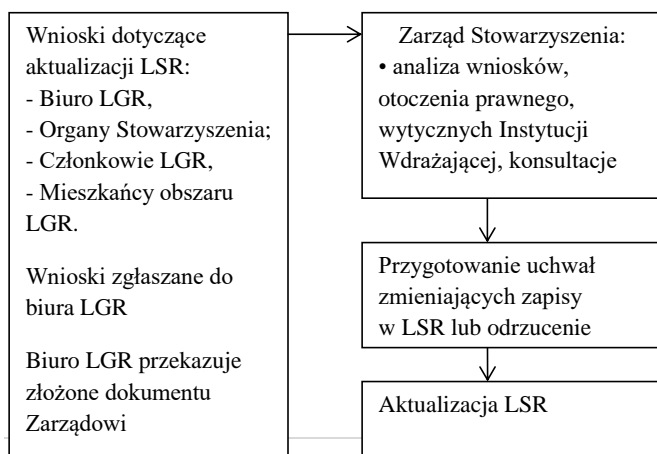 Wnioski dotyczące
aktualizacji LSR:
- Biuro LGR,
- Organy Stowarzyszenia;
- Członkowie LGR,
- Mieszkańcy obszaru
LGR.
Wnioski zgłaszane do
biura LGR
Biuro LGR przekazuje
złożone dokumentu
Zarządowi
Zarząd Stowarzyszenia:
• analiza wniosków,
otoczenia prawnego,
wytycznych Instytucji
Wdrażającej, konsultacje
Przygotowanie uchwał
zmieniających zapisy
w LSR lub odrzucenie
Aktualizacja LSR